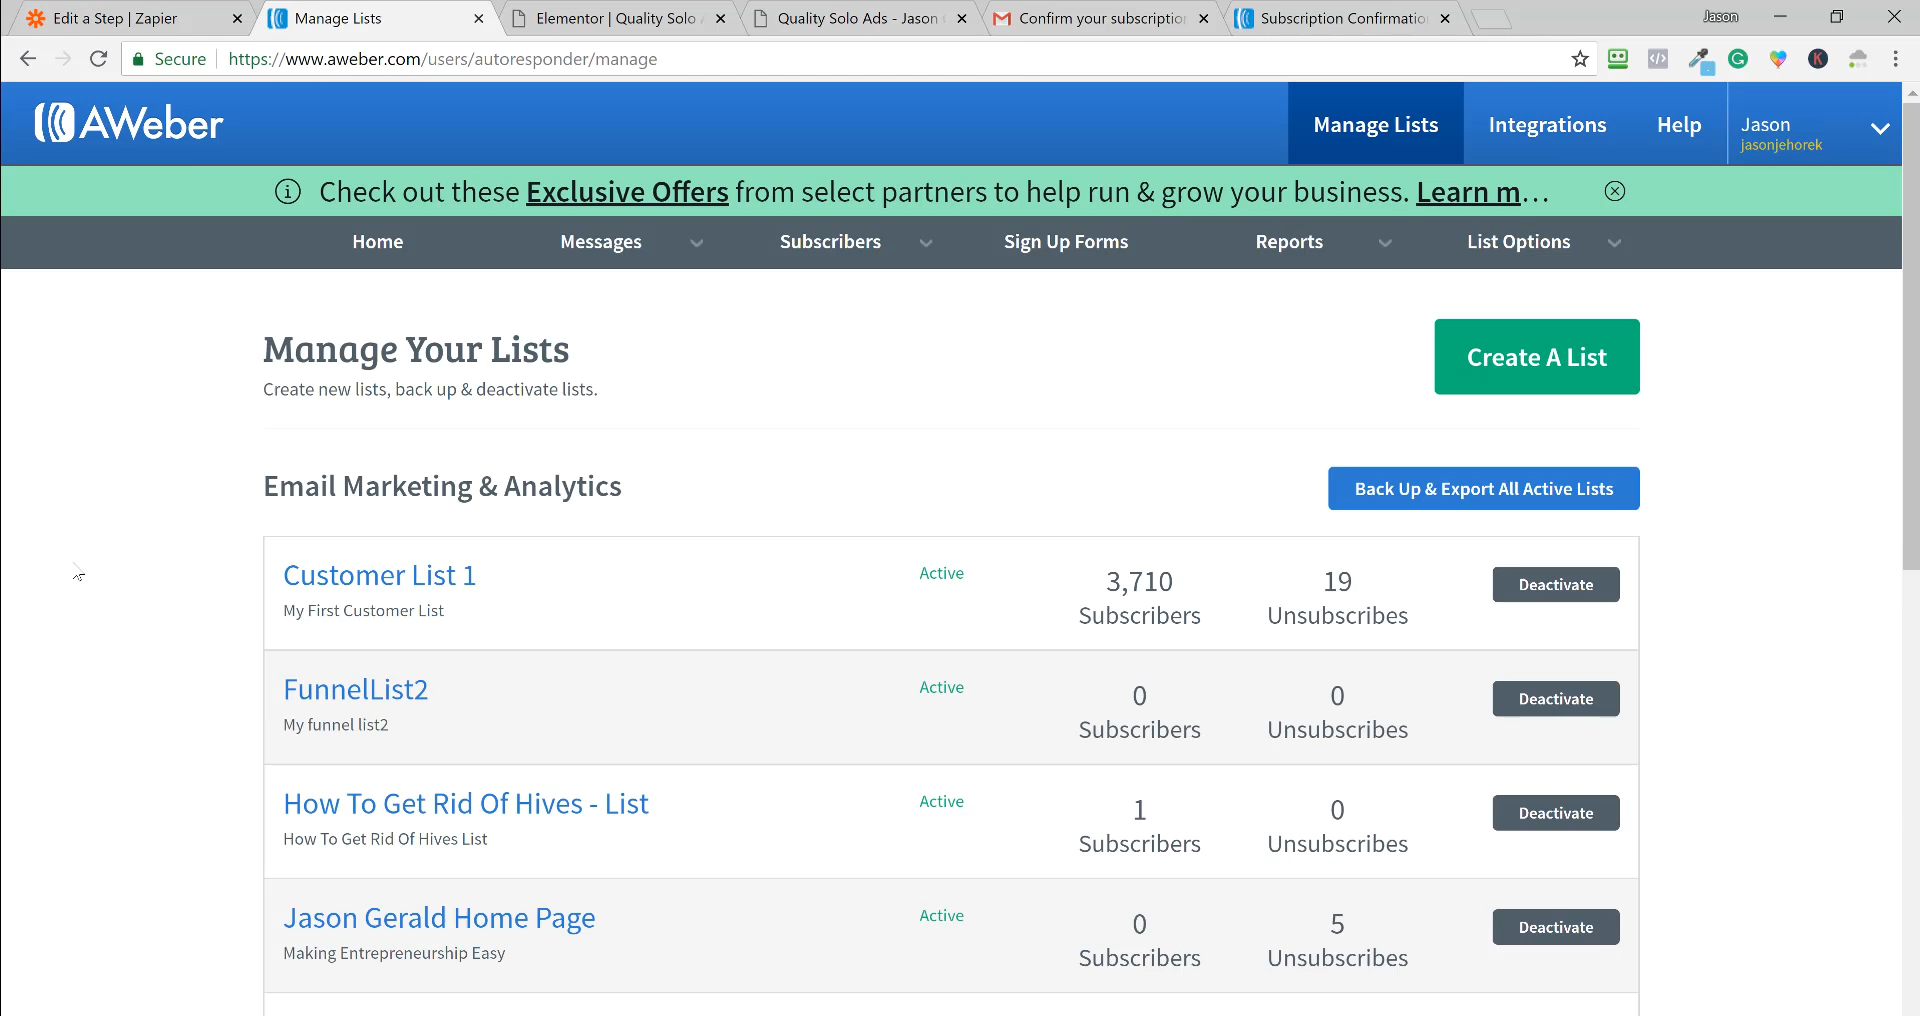 Edit a Step | Zapier
Manage Lists
Elementor | Quality Solo
Quality Solo Ads - Jason
Confirm your subscription
Subscription Confirmatio
Jason
Secure
https://www.aweber.com/users/autoresponder/manage
AWeber
Manage Lists
Integrations
Help
Jason
jasonjehorek
Check out these Exclusive Offers from select partners to help run & grow your business. Learn m...
Home
Messages
Subscribers
Sign Up Forms
Reports
List Options
Manage Your Lists
Create new lists, back up & deactivate lists.
Create A List
Email Marketing & Analytics
Back Up & Export All Active Lists
Customer List 1
My First Customer List
Active
3,710
Subscribers
19
Unsubscribes
Deactivate
FunnelList2
My funnel list2
Active
0
Subscribers
0
Unsubscribes
Deactivate
How To Get Rid Of Hives - List
How To Get Rid Of Hives List
Active
1
Subscribers
0
Unsubscribes
Deactivate
Jason Gerald Home Page
Making Entrepreneurship Easy
Active
0
Subscribers
5
Unsubscribes
Deactivate